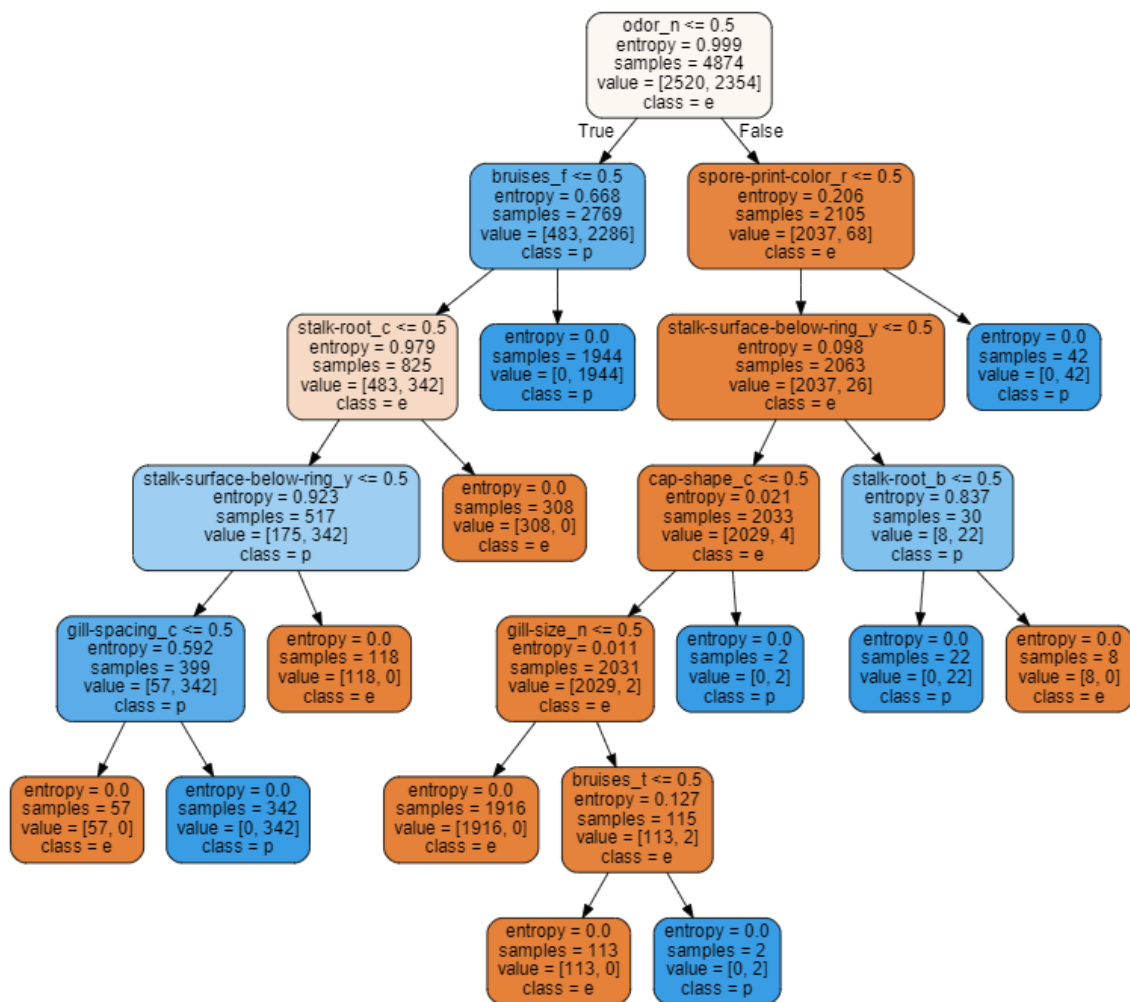 odor_n <= 0.5
entropy = 0.999
samples = 4874
value = [2520, 2354]
class = e
True
False
bruises_f <= 0.5
entropy = 0.668
samples = 2769
value = [483, 2286]
class = p
spore-print-color_r <= 0.5
entropy = 0.206
samples = 2105
value = [2037, 68]
class = e
stalk-root_c <= 0.5
entropy = 0.979
samples = 825
value = [483, 342]
class = e
entropy = 0.0
samples = 1944
value = [0, 1944]
class = p
stalk-surface-below-ring_y <= 0.5
entropy = 0.098
samples = 2063
value = [2037, 26]
class = e
entropy = 0.0
samples = 42
value = [0, 42]
class = p
stalk-surface-below-ring_y <= 0.5
entropy = 0.923
samples = 517
value = [175, 342]
class = p
entropy = 0.0
samples = 308
value = [308, 0]
class = e
cap-shape_c <= 0.5
entropy = 0.021
samples = 2033
value = [2029, 4]
class = e
stalk-root_b <= 0.5
entropy = 0.837
samples = 30
value = [8, 22]
class = p
gill-spacing_c <= 0.5
entropy = 0.592
samples = 399
value = [57, 342]
class = p
entropy = 0.0
samples = 118
value = [118, 0]
class = e
gill-size_n <= 0.5
entropy = 0.011
samples = 2031
value = [2029, 2]
class = e
entropy = 0.0
samples = 2
value = [0, 2]
class = p
entropy = 0.0
samples = 22
value = [0, 22]
class = p
entropy = 0.0
samples = 8
value = [8, 0]
class = e
entropy = 0.0
samples = 57
value = [57, 0]
class = e
entropy = 0.0
samples = 342
value = [0, 342]
class = p
entropy = 0.0
samples = 1916
value = [1916, 0]
class = e
bruises_t <= 0.5
entropy = 0.127
samples = 115
value = [113, 2]
class = e
entropy = 0.0
samples = 113
value = [113, 0]
class = e
entropy = 0.0
samples = 2
value = [0, 2]
class = p